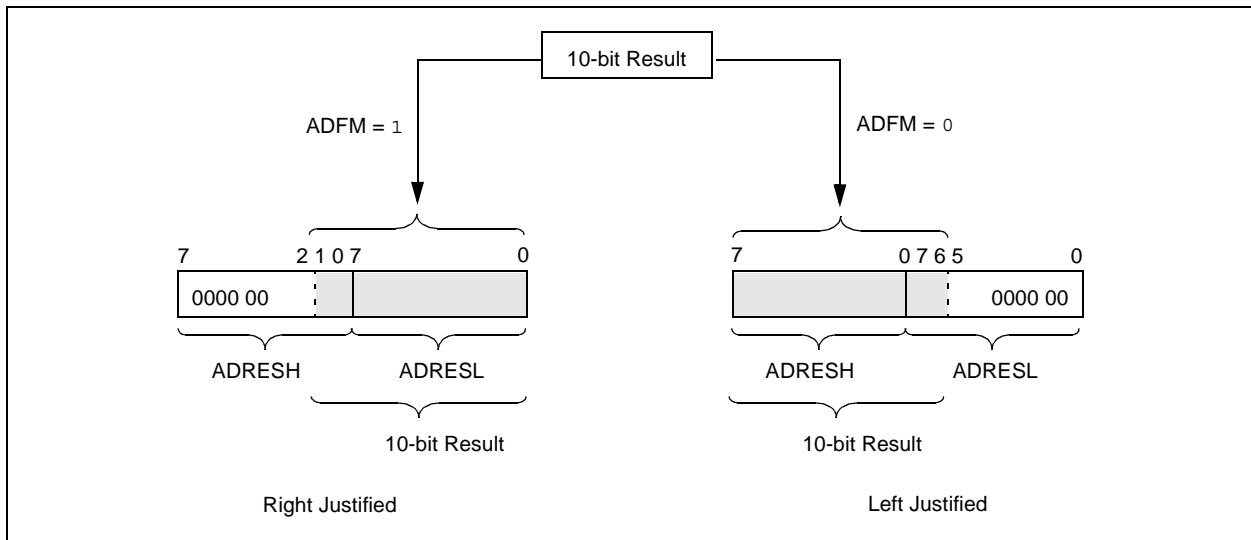 10-bit Result
ADFM = 1
ADFM = 0
7 2 1 0 7 0
7 0 7 6 5 0
0000 00
0000 00
ADRESH ADRESL
ADRESH ADRESL
10-bit Result
10-bit Result
Right Justified
Left Justified